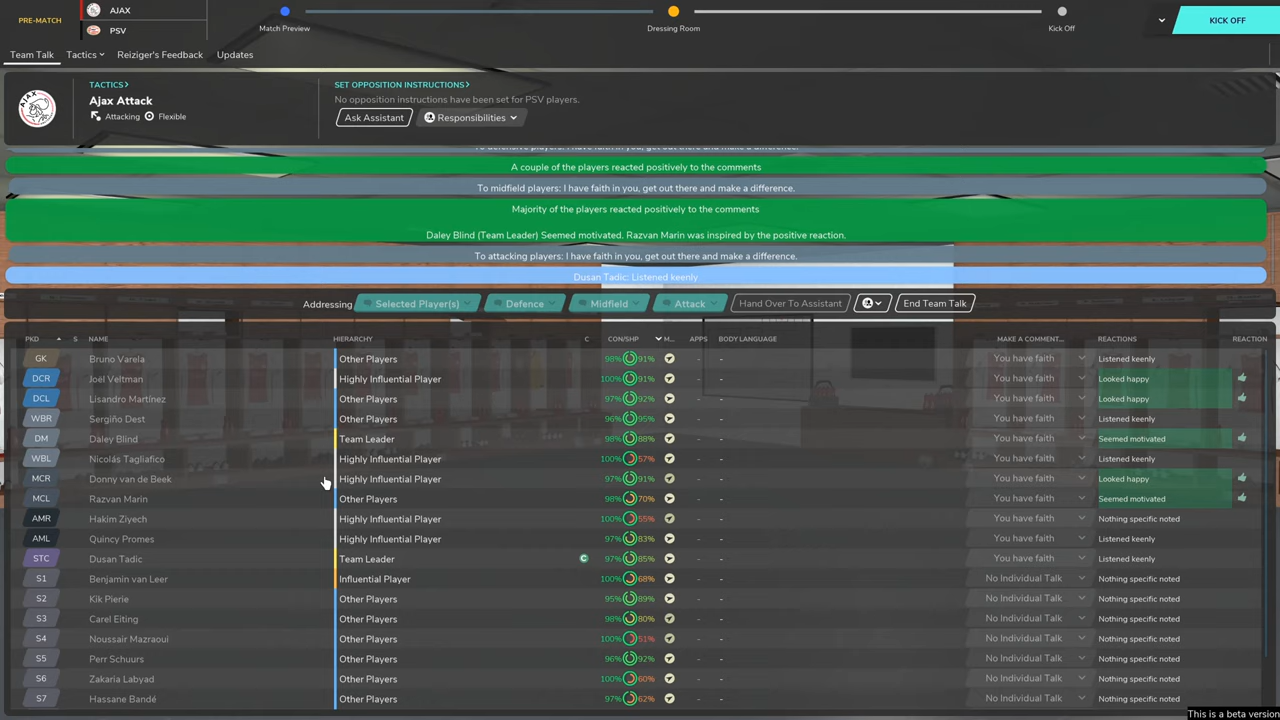 PRE-MATCH
AJAX
PSV
Match Preview
Dressing Room
Kick Off
KICK OFF
Team Talk
Tactics
Reiziger's Feedback
Updates
TACTICS>
Ajax Attack
Attacking Flexible
SET OPPOSITION INSTRUCTIONS>
No opposition instructions have been set for PSV players.
Ask Assistant
Responsibilities
To defensive players: I have faith in you, get out there and make a difference.
A couple of the players reacted positively to the comments
To midfield players: I have faith in you, get out there and make a difference.
Majority of the players reacted positively to the comments
Daley Blind (Team Leader) Seemed motivated. Razvan Marin was inspired by the positive reaction.
To attacking players: I have faith in you, get out there and make a difference.
Dusan Tadic: Listened keenly
Addressing Selected Player(s) Defence Midfield Attack Hand Over To Assistant End Team Talk
PKD S NAME HIERARCHY C CON/SHP M... APPS BODY LANGUAGE MAKE A COMMENT... REACTIONS REACTION
GK Bruno Varela Other Players 98% 91% - - You have faith Listened keenly
DCR Joël Veltman Highly Influential Player 100% 91% - - You have faith Looked happy
DCL Lisandro Martínez Other Players 97% 92% - - You have faith Looked happy
WBR Sergiño Dest Other Players 96% 95% - - You have faith Listened keenly
DM Daley Blind Team Leader 98% 88% - - You have faith Seemed motivated
WBL Nicolás Tagliafico Highly Influential Player 100% 57% - - You have faith Listened keenly
MCR Donny van de Beek Highly Influential Player 97% 91% - - You have faith Looked happy
MCL Razvan Marin Other Players 98% 70% - - You have faith Seemed motivated
AMR Hakim Ziyech Highly Influential Player 100% 55% - - You have faith Nothing specific noted
AML Quincy Promes Highly Influential Player 97% 83% - - You have faith Listened keenly
STC Dusan Tadic Team Leader C 97% 85% - - You have faith Listened keenly
S1 Benjamin van Leer Influential Player 100% 68% - - No Individual Talk Nothing specific noted
S2 Kik Pierie Other Players 95% 89% - - No Individual Talk Nothing specific noted
S3 Carel Eiting Other Players 98% 80% - - No Individual Talk Nothing specific noted
S4 Noussair Mazraoui Other Players 100% 51% - - No Individual Talk Nothing specific noted
S5 Perr Schuurs Other Players 96% 92% - - No Individual Talk Nothing specific noted
S6 Zakaria Labyad Other Players 100% 60% - - No Individual Talk Nothing specific noted
S7 Hassane Bandé Other Players 97% 62% - - No Individual Talk Nothing specific noted
This is a beta version